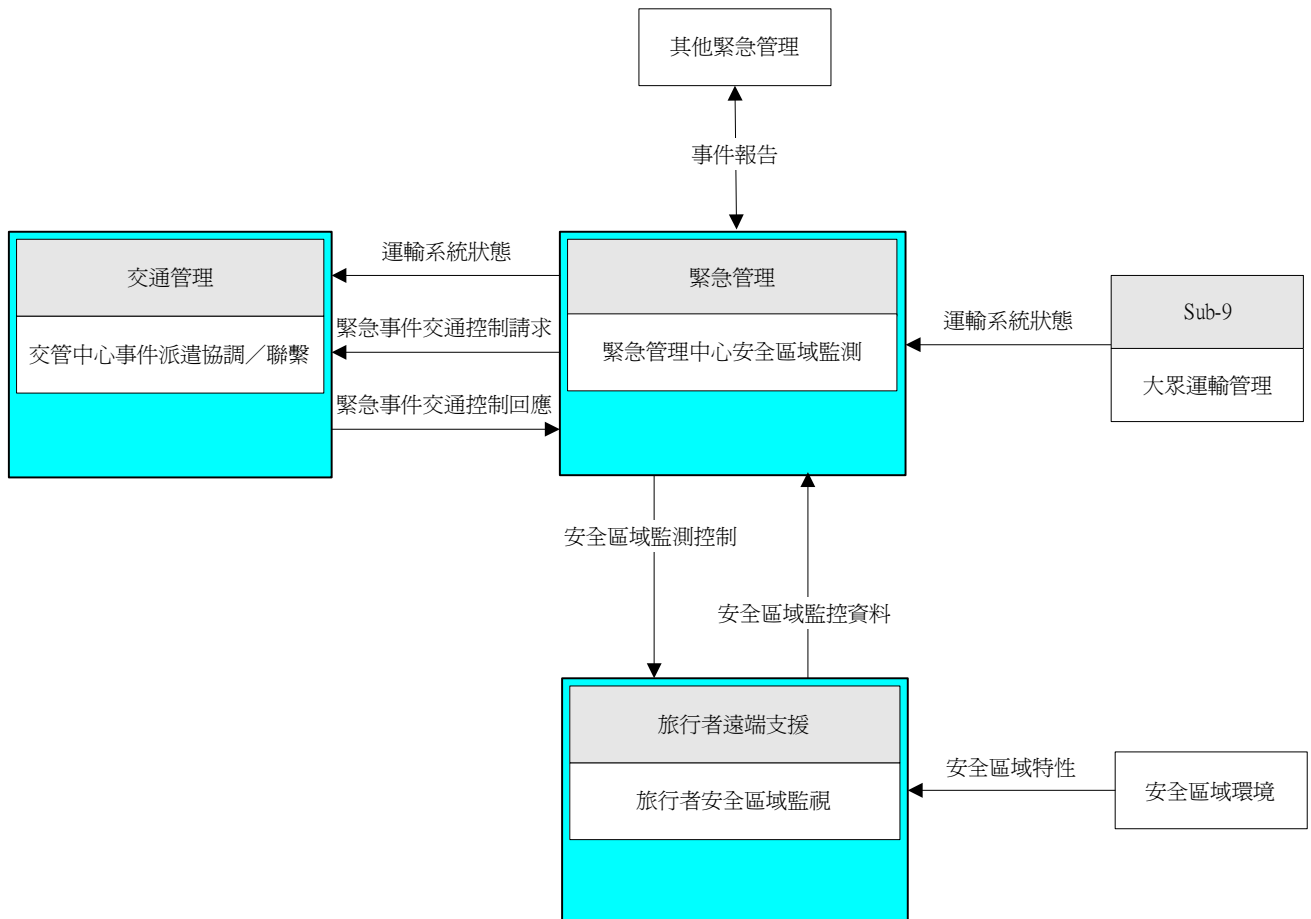 其他緊急管理
事件報告
交通管理
交管中心事件派遣協調／聯繫
運輸系統狀態
緊急事件交通控制請求
緊急事件交通控制回應
緊急管理
緊急管理中心安全區域監測
運輸系統狀態
Sub-9
大眾運輸管理
安全區域監測控制
安全區域監控資料
旅行者遠端支援
旅行者安全區域監視
安全區域特性
安全區域環境